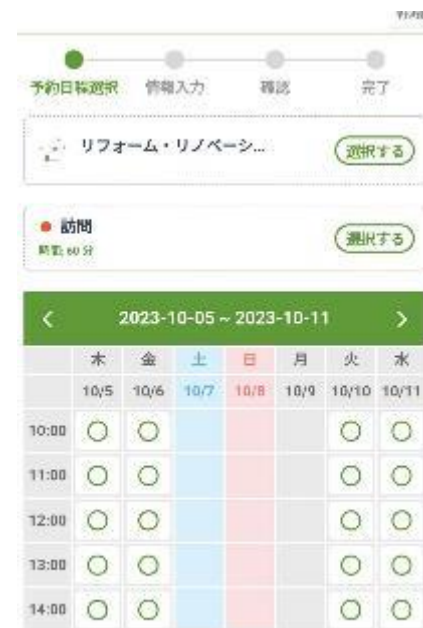 予約日程選択 情報入力 確認 完了
リフォーム・リノベーシ... 選択する
訪問 選択する
時間: 60 分
< 2023-10-05 ~ 2023-10-11 >
木 金 土 日 月 火 水
10/5 10/6 10/7 10/8 10/9 10/10 10/11
10:00 ○ ○ ○ ○
11:00 ○ ○ ○ ○
12:00 ○ ○ ○ ○
13:00 ○ ○ ○ ○
14:00 ○ ○ ○ ○